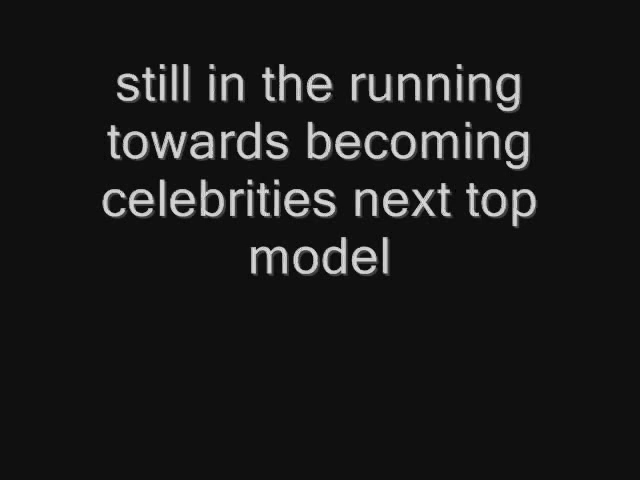 still in the running
towards becoming
celebrities next top
model